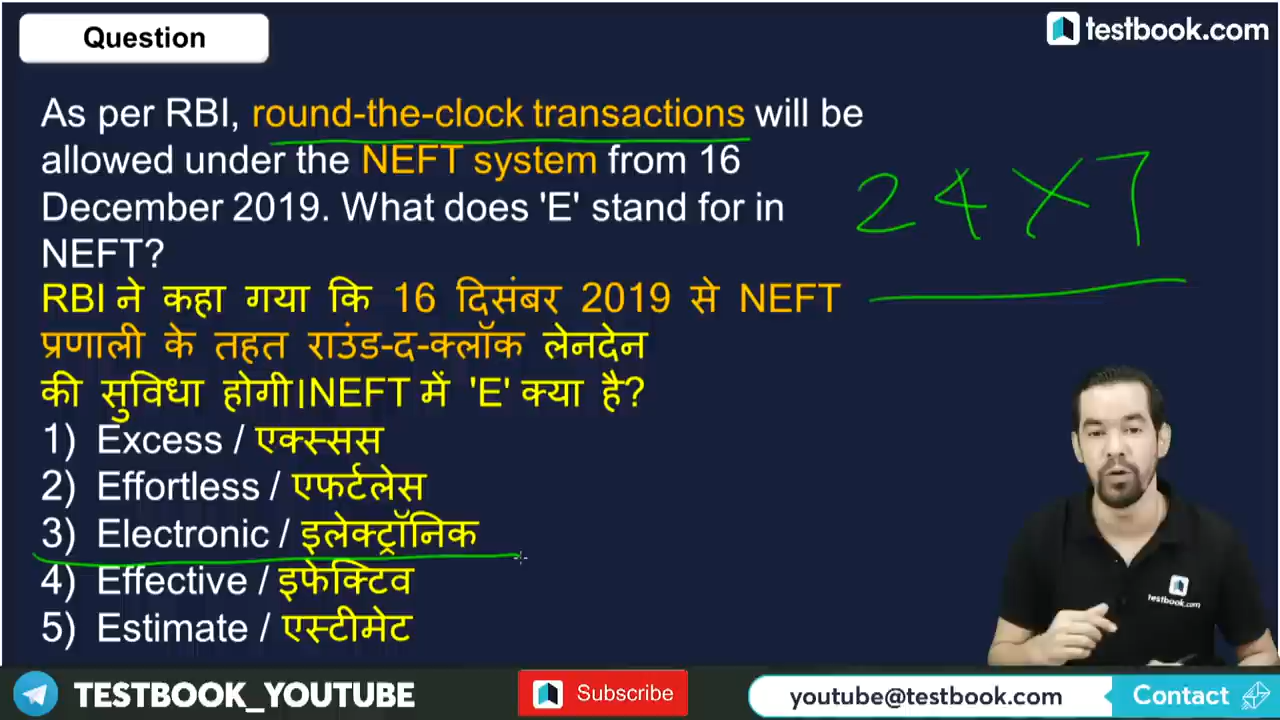 Question
testbook.com
As per RBI, round-the-clock transactions will be
allowed under the NEFT system from 16
December 2019. What does 'E' stand for in
NEFT?
24X7
RBI ने कहा गया कि 16 दिसंबर 2019 से NEFT
प्रणाली के तहत राउंड-द-क्लॉक लेनदेन
की सुविधा होगी।NEFT में 'E' क्या है?
1) Excess / एक्स्सस
2) Effortless / एफर्टलेस
3) Electronic / इलेक्ट्रॉनिक
4) Effective / इफेक्टिव
5) Estimate / एस्टीमेट
testbook.com
TESTBOOK_YOUTUBE
Subscribe
youtube@testbook.com
Contact